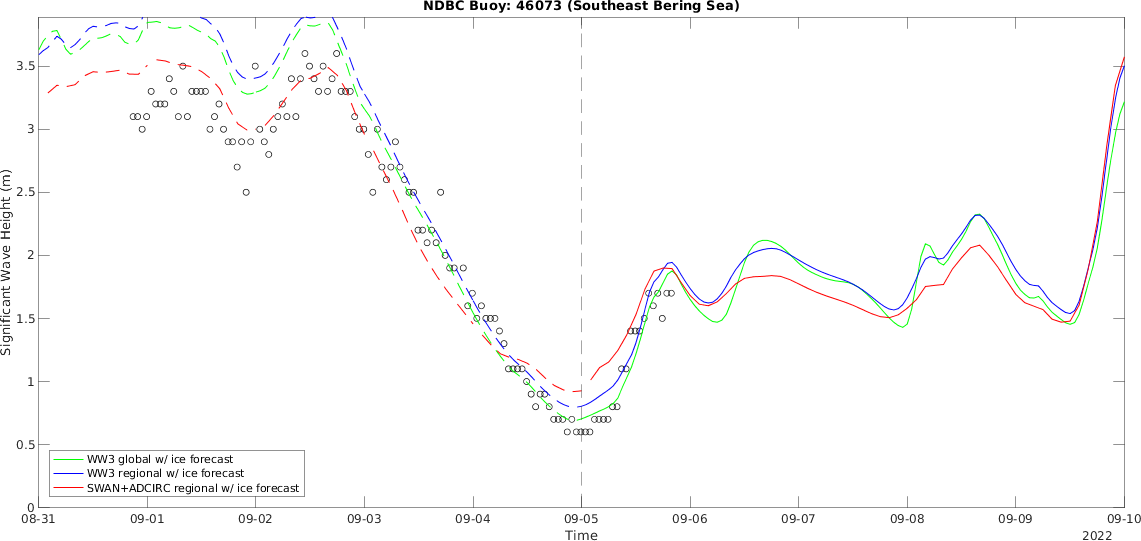 NDBC Buoy: 46073 (Southeast Bering Sea)
Significant Wave Height (m)
3.5
3
2.5
2
1.5
1
0.5
0
WW3 global w/ ice forecast
WW3 regional w/ ice forecast
SWAN+ADCIRC regional w/ ice forecast
08-31 09-01 09-02 09-03 09-04 09-05 09-06 09-07 09-08 09-09 09-10
Time
2022